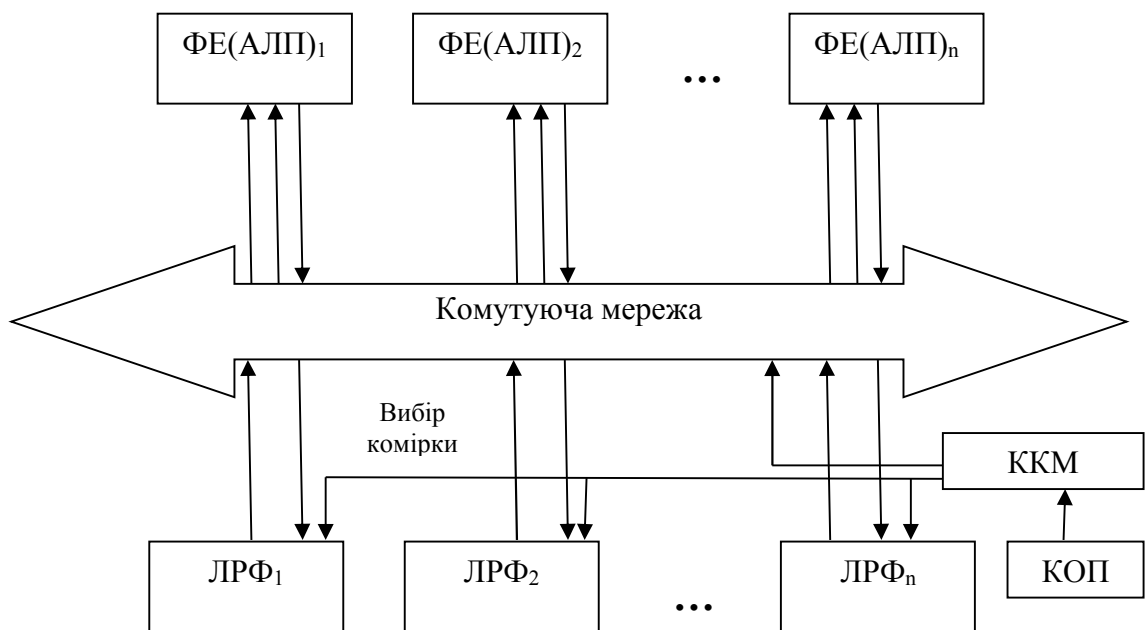 ФЕ(АЛП)₁ ФЕ(АЛП)₂ ... ФЕ(АЛП)ₙ
Комутуюча мережа
Вибір
комірки
ККМ
ЛРФ₁ ЛРФ₂ ... ЛРФₙ КОП